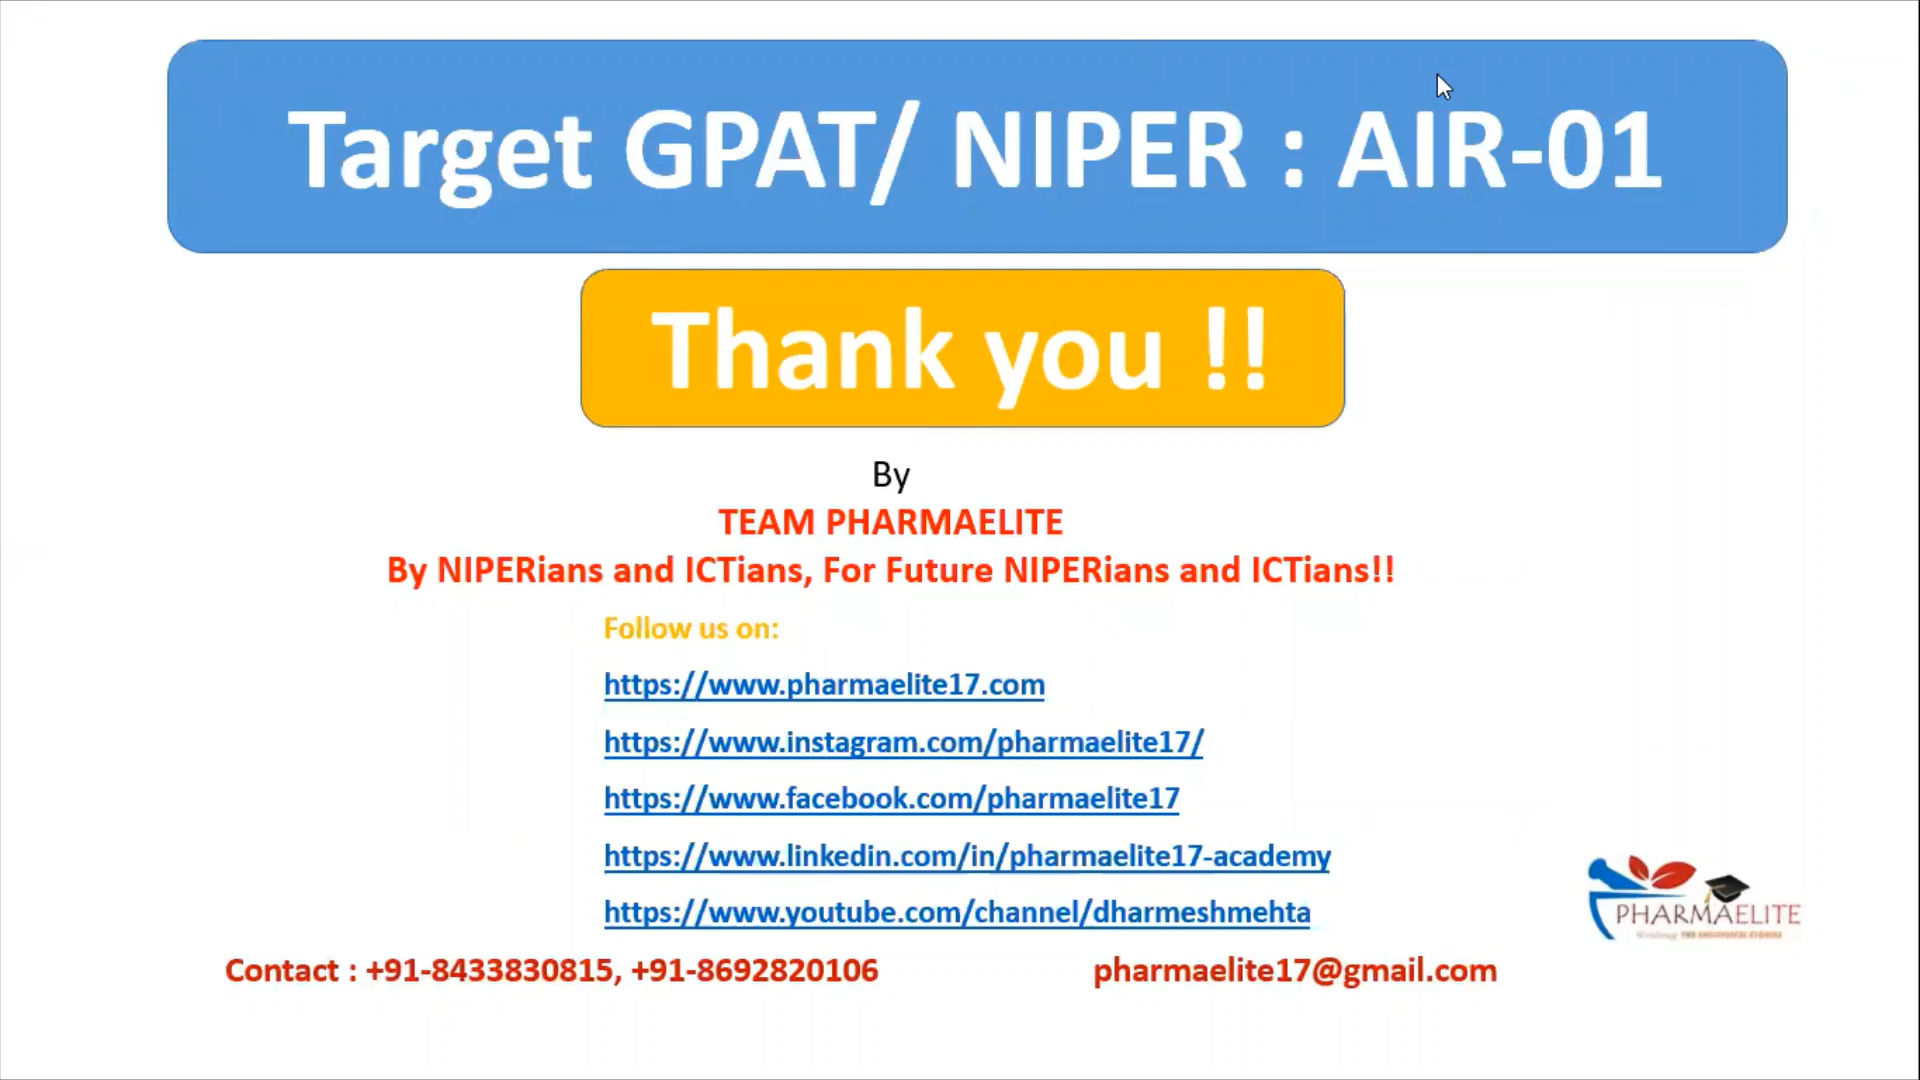 Target GPAT/ NIPER : AIR-01
Thank you !!
By
TEAM PHARMAELITE
By NIPERians and ICTians, For Future NIPERians and ICTians!!
Follow us on:
https://www.pharmaelite17.com
https://www.instagram.com/pharmaelite17/
https://www.facebook.com/pharmaelite17
https://www.linkedin.com/in/pharmaelite17-academy
https://www.youtube.com/channel/dharmeshmehta
PHARMAELITE
Contact : +91-8433830815, +91-8692820106 pharmaelite17@gmail.com